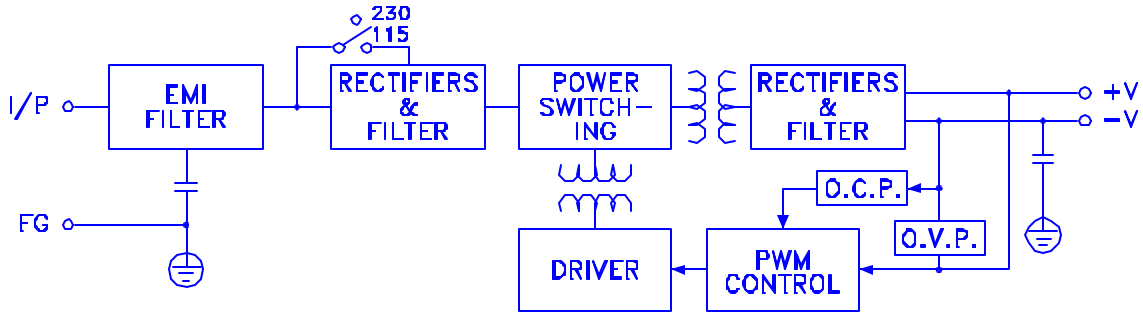 230
115
I/P
EMI
FILTER
RECTIFIERS
&
FILTER
POWER
SWITCH-
ING
RECTIFIERS
&
FILTER
+V
-V
FG
O.C.P.
O.V.P.
DRIVER
PWM
CONTROL